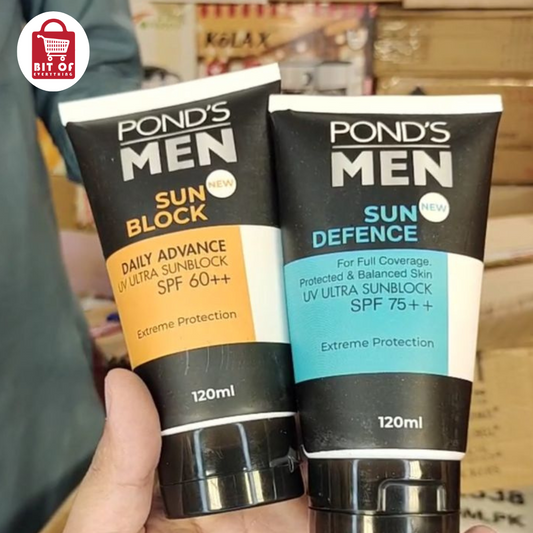 BIT OF
EVERYTHING
KOLAX
POND'S
MEN
SUN
BLOCK
NEW
DAILY ADVANCE
UV ULTRA SUNBLOCK
SPF 60++
Extreme Protection
120ml
POND'S
MEN
SUN
DEFENCE
NEW
For Full Coverage.
Protected & Balanced Skin
UV ULTRA SUNBLOCK
SPF 75++
Extreme Protection
120ml
OM.PK